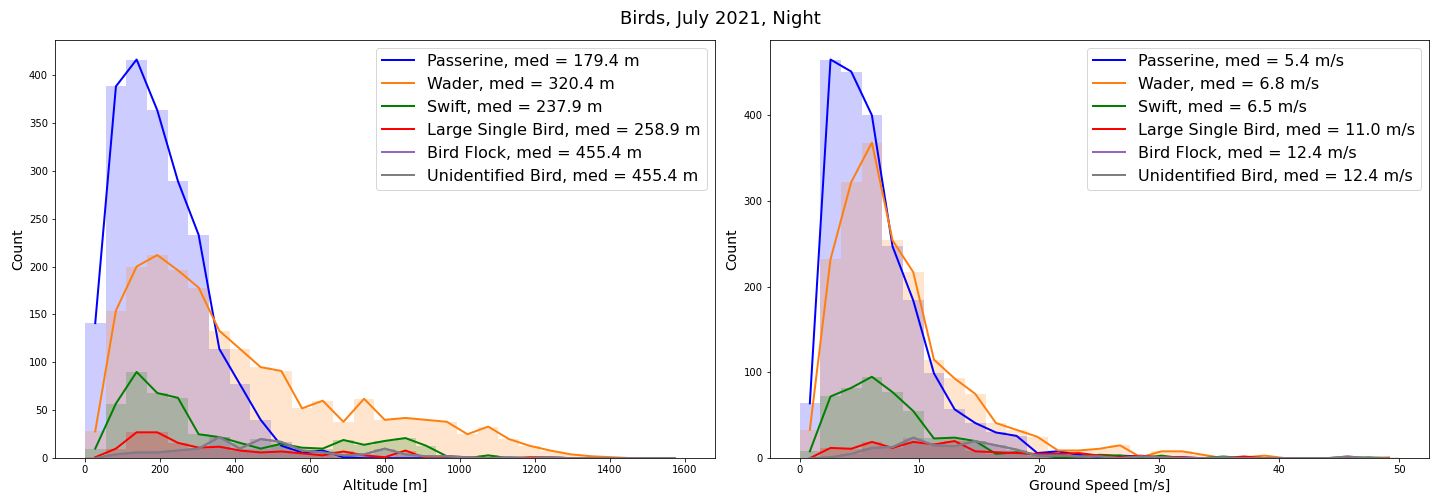 Birds, July 2021, Night
Passerine, med = 179.4 m
Wader, med = 320.4 m
Swift, med = 237.9 m
Large Single Bird, med = 258.9 m
Bird Flock, med = 455.4 m
Unidentified Bird, med = 455.4 m
400
350
300
250
200
150
100
50
0
Count
0 200 400 600 800 1000 1200 1400 1600
Altitude [m]
Passerine, med = 5.4 m/s
Wader, med = 6.8 m/s
Swift, med = 6.5 m/s
Large Single Bird, med = 11.0 m/s
Bird Flock, med = 12.4 m/s
Unidentified Bird, med = 12.4 m/s
400
300
200
100
0
Count
0 10 20 30 40 50
Ground Speed [m/s]